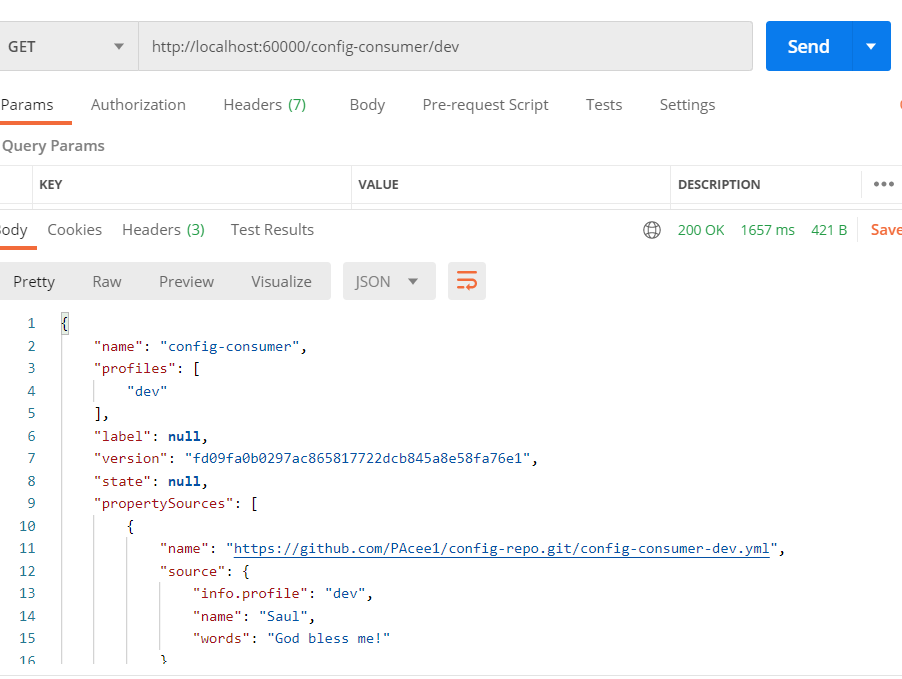 GET http://localhost:60000/config-consumer/dev Send
Params Authorization Headers (7) Body Pre-request Script Tests Settings
Query Params
KEY VALUE DESCRIPTION •••
Body Cookies Headers (3) Test Results 200 OK 1657 ms 421 B Save
Pretty Raw Preview Visualize JSON
1 {
2 "name": "config-consumer",
3 "profiles": [
4 "dev"
5 ],
6 "label": null,
7 "version": "fd09fa0b0297ac865817722dcb845a8e58fa76e1",
8 "state": null,
9 "propertySources": [
10 {
11 "name": "https://github.com/PAcee1/config-repo.git/config-consumer-dev.yml",
12 "source": {
13 "info.profile": "dev",
14 "name": "Saul",
15 "words": "God bless me!"
16 }